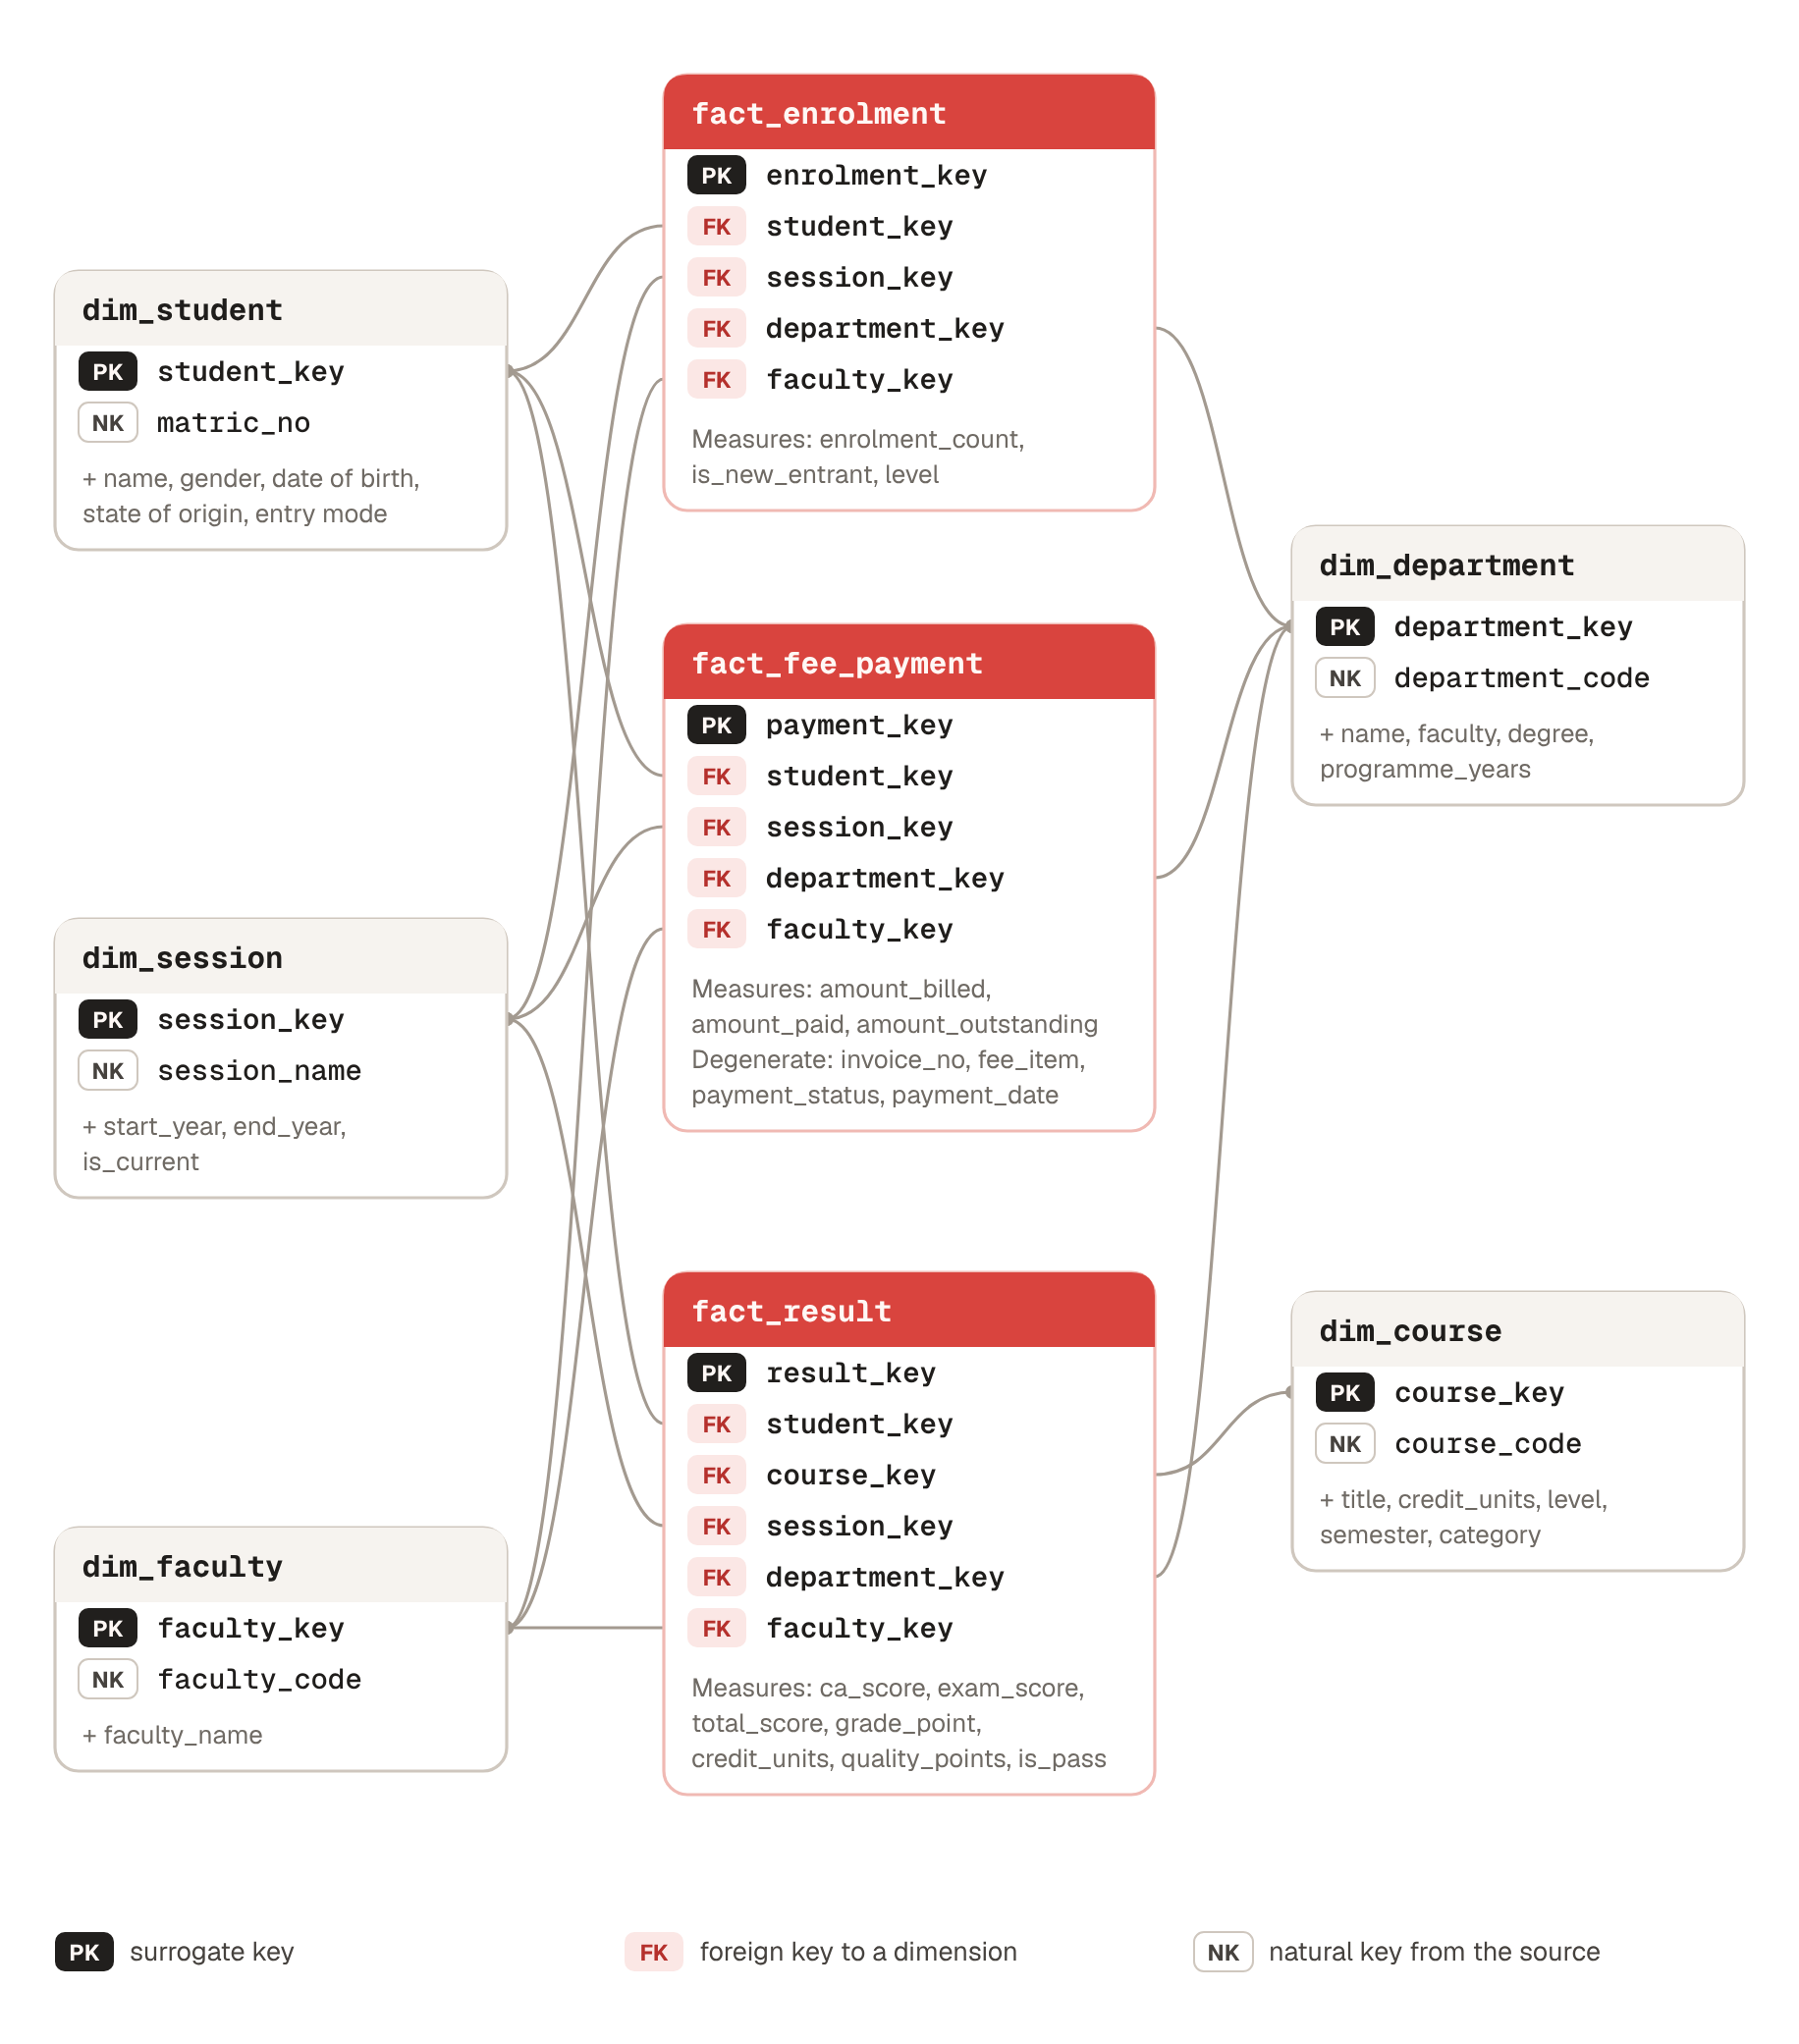 fact_enrolment
PK enrolment_key
FK student_key
FK session_key
FK department_key
FK faculty_key
Measures: enrolment_count,
is_new_entrant, level
dim_student
PK student_key
NK matric_no
+ name, gender, date of birth,
state of origin, entry mode
dim_department
PK department_key
NK department_code
+ name, faculty, degree,
programme_years
fact_fee_payment
PK payment_key
FK student_key
FK session_key
FK department_key
FK faculty_key
Measures: amount_billed,
amount_paid, amount_outstanding
Degenerate: invoice_no, fee_item,
payment_status, payment_date
dim_session
PK session_key
NK session_name
+ start_year, end_year,
is_current
fact_result
PK result_key
FK student_key
FK course_key
FK session_key
FK department_key
FK faculty_key
Measures: ca_score, exam_score,
total_score, grade_point,
credit_units, quality_points, is_pass
dim_course
PK course_key
NK course_code
+ title, credit_units, level,
semester, category
dim_faculty
PK faculty_key
NK faculty_code
+ faculty_name
PK surrogate key
FK foreign key to a dimension
NK natural key from the source